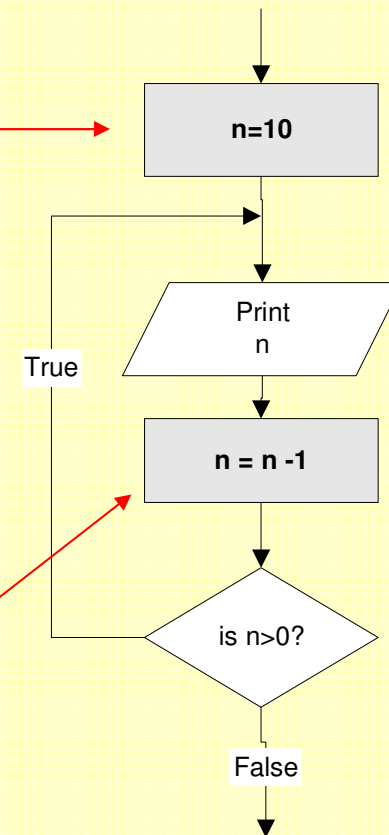 n=10
Print
n
True
n = n -1
is n>0?
False